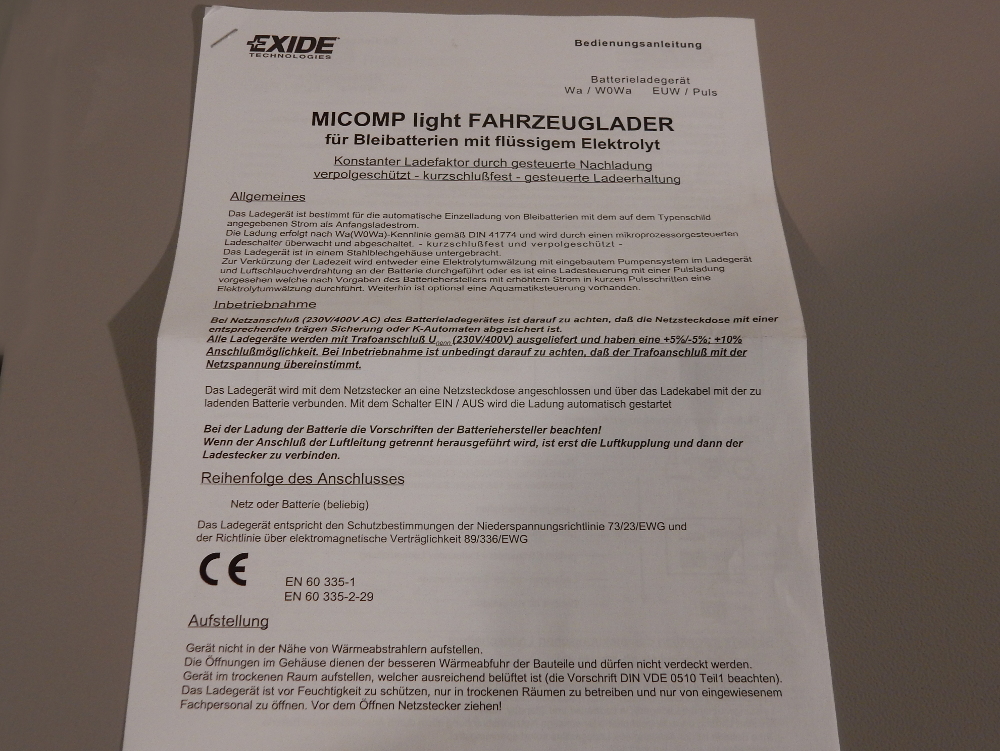 EXIDE
TECHNOLOGIES
Bedienungsanleitung
Batterieladegerät
Wa / W0Wa EUW / Puls
MICOMP light FAHRZEUGLADER
für Bleibatterien mit flüssigem Elektrolyt
Konstanter Ladefaktor durch gesteuerte Nachladung
verpolgeschützt - kurzschlußfest - gesteuerte Ladeerhaltung
Allgemeines
Das Ladegerät ist bestimmt für die automatische Einzelladung von Bleibatterien mit dem auf dem Typenschild
angegebenen Strom als Anfangsladestrom.
Die Ladung erfolgt nach Wa(W0Wa)-Kennlinie gemäß DIN 41774 und wird durch einen mikroprozessorgesteuerten
Ladeschalter überwacht und abgeschaltet. - kurzschlußfest und verpolgeschützt -
Das Ladegerät ist in einem Stahlblechgehäuse untergebracht.
Zur Verkürzung der Ladezeit wird entweder eine Elektrolytumwälzung mit eingebautem Pumpensystem im Ladegerät
und Luftschlauchverdrahtung an der Batterie durchgeführt oder es ist eine Ladesteuerung mit einer Pulsladung
vorgesehen welche nach Vorgaben des Batterieherstellers mit erhöhtem Strom in kurzen Pulsschritten eine
Elektrolytumwälzung durchführt. Weiterhin ist optional eine Aquamatiksteuerung vorhanden.
Inbetriebnahme
Bei Netzanschluß (230V/400V AC) des Batterieladegerätes ist darauf zu achten, daß die Netzsteckdose mit einer
entsprechenden trägen Sicherung oder K-Automaten abgesichert ist.
Alle Ladegeräte werden mit Trafoanschluß Unenn (230V/400V) ausgeliefert und haben eine +5%/-5%; +10%
Anschlußmöglichkeit. Bei Inbetriebnahme ist unbedingt darauf zu achten, daß der Trafoanschluß mit der
Netzspannung übereinstimmt.
Das Ladegerät wird mit dem Netzstecker an eine Netzsteckdose angeschlossen und über das Ladekabel mit der zu
ladenden Batterie verbunden. Mit dem Schalter EIN / AUS wird die Ladung automatisch gestartet
Bei der Ladung der Batterie die Vorschriften der Batteriehersteller beachten!
Wenn der Anschluß der Luftleitung getrennt herausgeführt wird, ist erst die Luftkupplung und dann der
Ladestecker zu verbinden.
Reihenfolge des Anschlusses
Netz oder Batterie (beliebig)
Das Ladegerät entspricht den Schutzbestimmungen der Niederspannungsrichtlinie 73/23/EWG und
der Richtlinie über elektromagnetische Verträglichkeit 89/336/EWG
CE
EN 60 335-1
EN 60 335-2-29
Aufstellung
Gerät nicht in der Nähe von Wärmeabstrahlern aufstellen.
Die Öffnungen im Gehäuse dienen der besseren Wärmeabfuhr der Bauteile und dürfen nicht verdeckt werden.
Gerät im trockenen Raum aufstellen, welcher ausreichend belüftet ist (die Vorschrift DIN VDE 0510 Teil1 beachten).
Das Ladegerät ist vor Feuchtigkeit zu schützen, nur in trockenen Räumen zu betreiben und nur von eingewiesenem
Fachpersonal zu öffnen. Vor dem Öffnen Netzstecker ziehen!